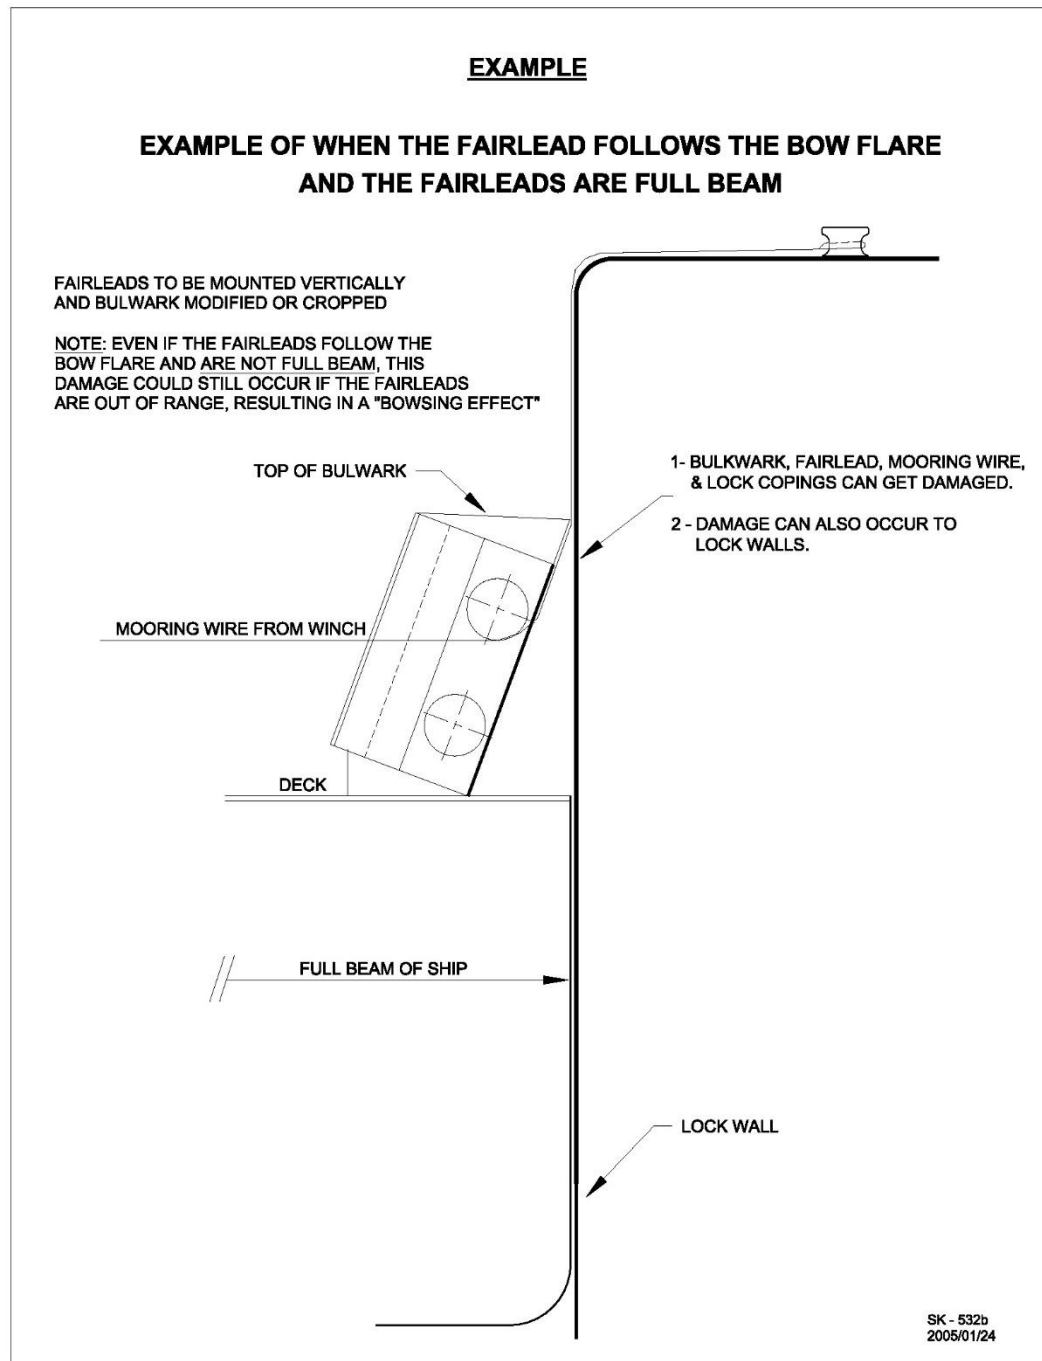 EXAMPLE
EXAMPLE OF WHEN THE FAIRLEAD FOLLOWS THE BOW FLARE
AND THE FAIRLEADS ARE FULL BEAM
FAIRLEADS TO BE MOUNTED VERTICALLY
AND BULWARK MODIFIED OR CROPPED
NOTE: EVEN IF THE FAIRLEADS FOLLOW THE
BOW FLARE AND ARE NOT FULL BEAM, THIS
DAMAGE COULD STILL OCCUR IF THE FAIRLEADS
ARE OUT OF RANGE, RESULTING IN A "BOWSING EFFECT"
TOP OF BULWARK
1- BULKWARK, FAIRLEAD, MOORING WIRE,
& LOCK COPINGS CAN GET DAMAGED.
2 - DAMAGE CAN ALSO OCCUR TO
LOCK WALLS.
MOORING WIRE FROM WINCH
DECK
FULL BEAM OF SHIP
LOCK WALL
SK - 532b
2005/01/24